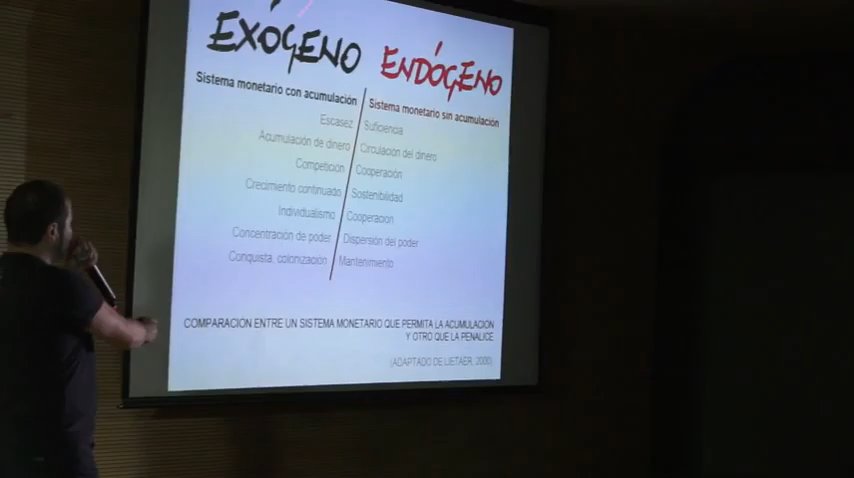 EXÓGENO ENDÓGENO
Sistema monetario con acumulación Sistema monetario sin acumulación
Escasez Suficiencia
Acumulación de dinero Circulación del dinero
Competición Cooperación
Crecimiento continuado Sostenibilidad
Individualismo Cooperacion
Concentración de poder Dispersión del poder
Conquista, colonización Mantenimiento
COMPARACION ENTRE UN SISTEMA MONETARIO QUE PERMITA LA ACUMULACION
Y OTRO QUE LA PENALICE
(ADAPTADO DE LIETAER, 2000)